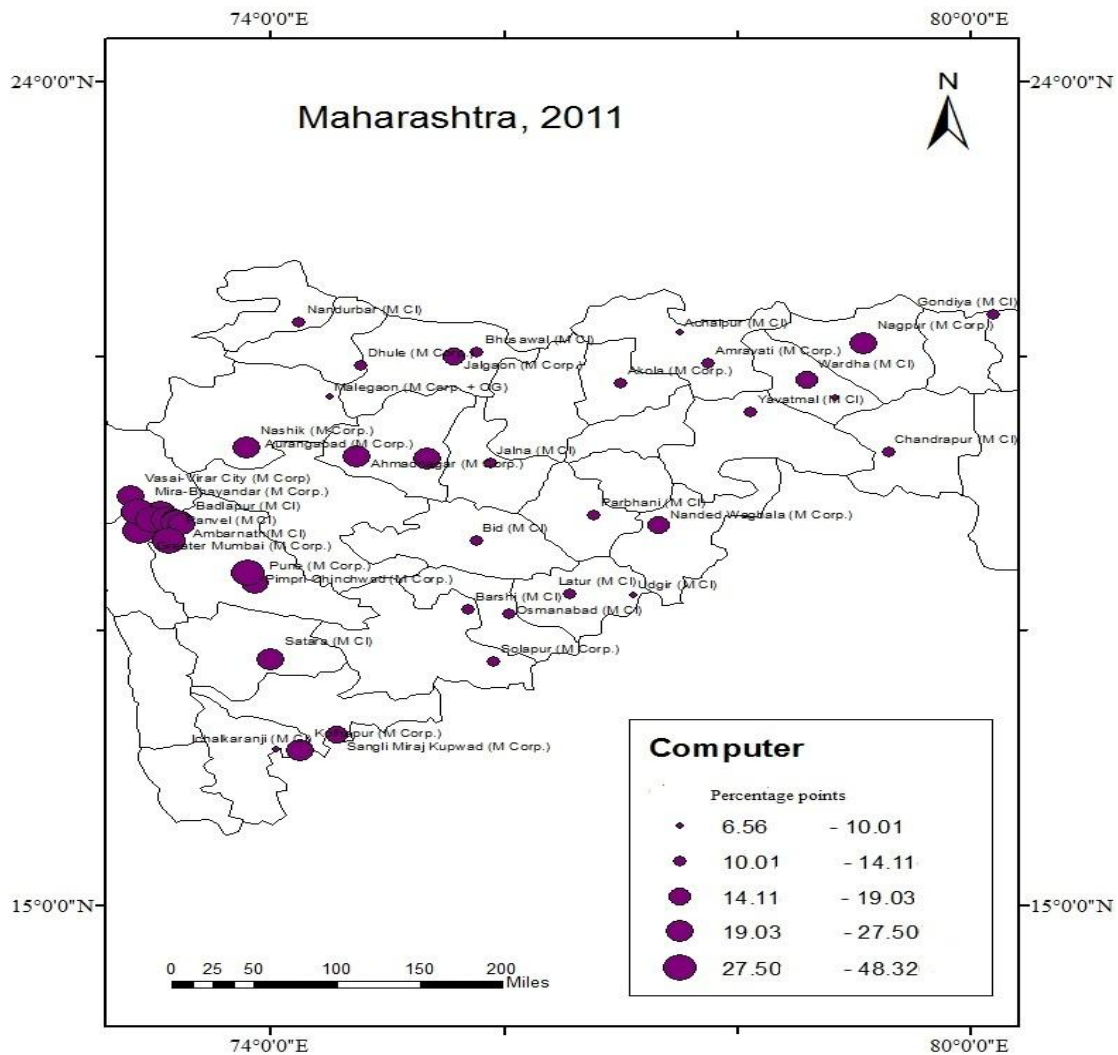 74°0'0"E
80°0'0"E
24°0'0"N
24°0'0"N
N
Maharashtra, 2011
Gondiya (M Cl)
Nandurbar (M Cl)
Achalpur (M Cl)
Nagpur (M Corp.)
Bhusawal (M Cl)
Dhule (M Corp.)
Jalgaon (M Corp.)
Amravati (M Corp.)
Wardha (M Cl)
Akola (M Corp.)
Malegaon (M Corp. + OG)
Yavatmal (M Cl)
Nashik (M Corp.)
Aurangabad (M Corp.)
Chandrapur (M Cl)
Jalna (M Cl)
Ahmadnagar (M Corp.)
Vasai-Virar City (M Corp)
Mira-Bhayandar (M Corp.)
Badlapur (M Cl)
Parbhani (M Cl)
Panvel (M Cl)
Nanded Waghala (M Corp.)
Bid (M Cl)
Ambarnath(M Cl)
Greater Mumbai (M Corp.)
Pune (M Corp.)
Pimpri Chinchwad (M Corp.)
Latur (M Cl)
Udgir (M Cl)
Barshi (M Cl)
Osmanabad (M Cl)
Satara (M Cl)
Solapur (M Corp.)
Kolhapur (M Corp.)
Ichalkaranji (M Cl)
Sangli Miraj Kupwad (M Corp.)
Computer
Percentage points
6.56 - 10.01
10.01 - 14.11
14.11 - 19.03
19.03 - 27.50
27.50 - 48.32
15°0'0"N
15°0'0"N
0 25 50 100 150 200
Miles
74°0'0"E
80°0'0"E